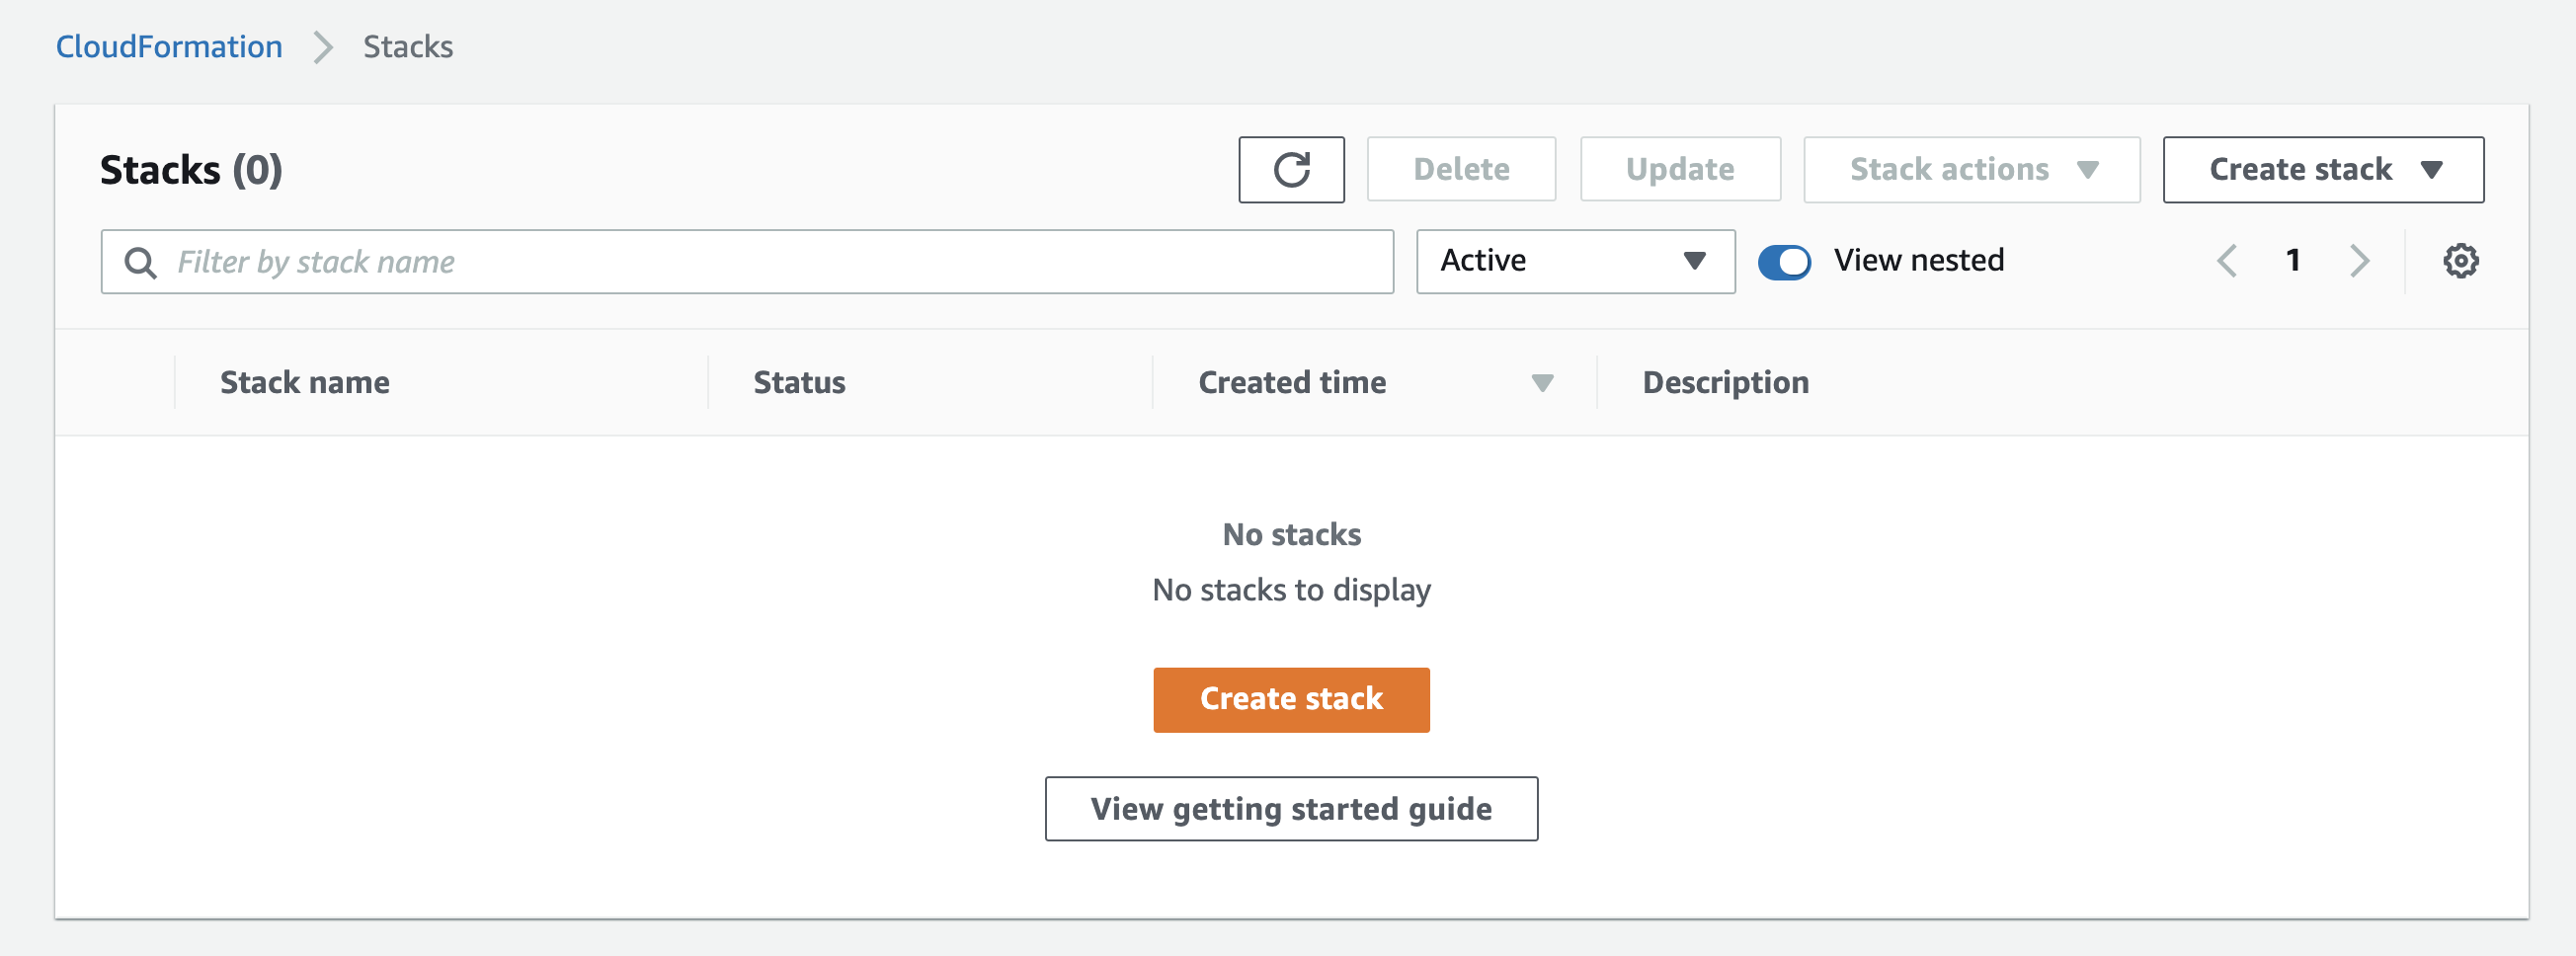 CloudFormation Stacks
Stacks (0) Delete Update Stack actions Create stack
Filter by stack name Active View nested 1
Stack name Status Created time Description
No stacks
No stacks to display
Create stack
View getting started guide